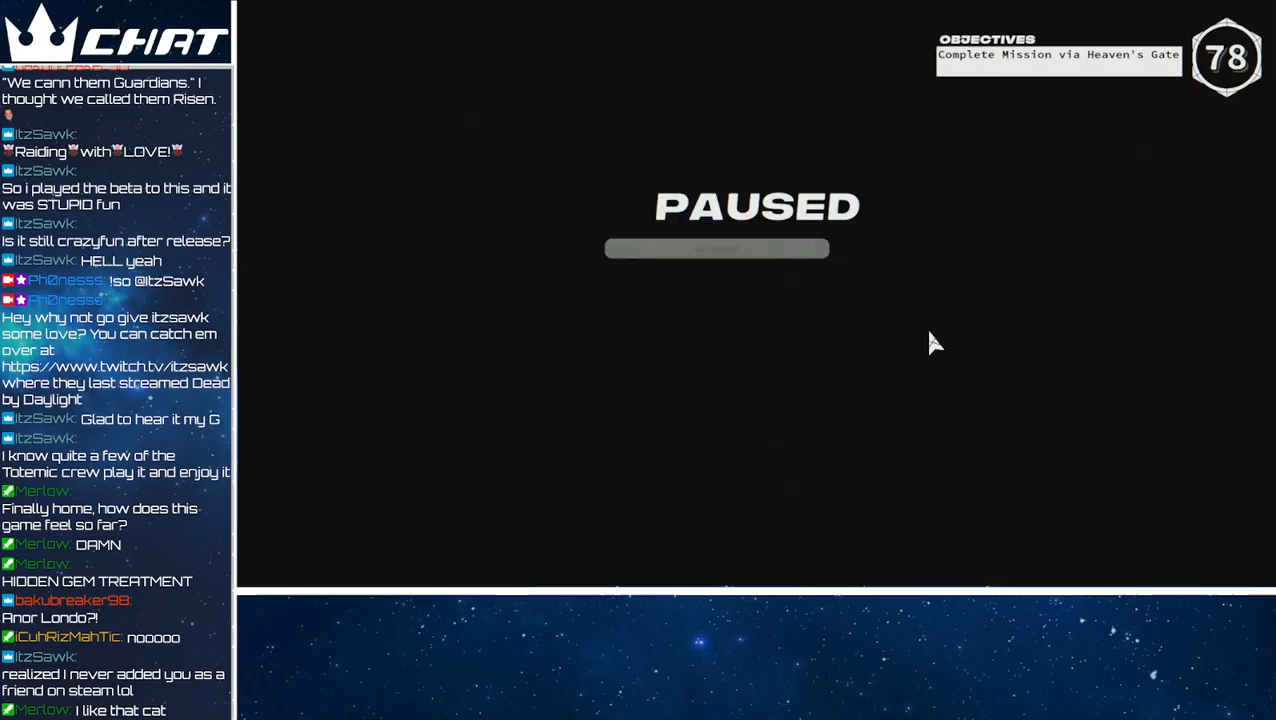 CHAT
"We cann them Guardians." I
thought we called them Risen.
ItzSawk:
Raiding with LOVE!
ItzSawk:
So i played the beta to this and it
was STUPID fun
ItzSawk:
Is it still crazyfun after release?
ItzSawk: HELL yeah
Ph0nesss: !so @ItzSawk
Ph0nesss:
Hey why not go give itzsawk
some love? You can catch em
over at
https://www.twitch.tv/itzsawk
where they last streamed Dead
by Daylight
ItzSawk: Glad to hear it my G
ItzSawk:
I know quite a few of the
Totemic crew play it and enjoy it
Merlow:
Finally home, how does this
game feel so far?
Merlow: DAMN
Merlow:
HIDDEN GEM TREATMENT
bakubreaker98:
Anor Londo?!
iCuhRizMahTic: nooooo
ItzSawk:
realized I never added you as a
friend on steam lol
Merlow: I like that cat
OBJECTIVES
Complete Mission via Heaven's Gate
78
PAUSED